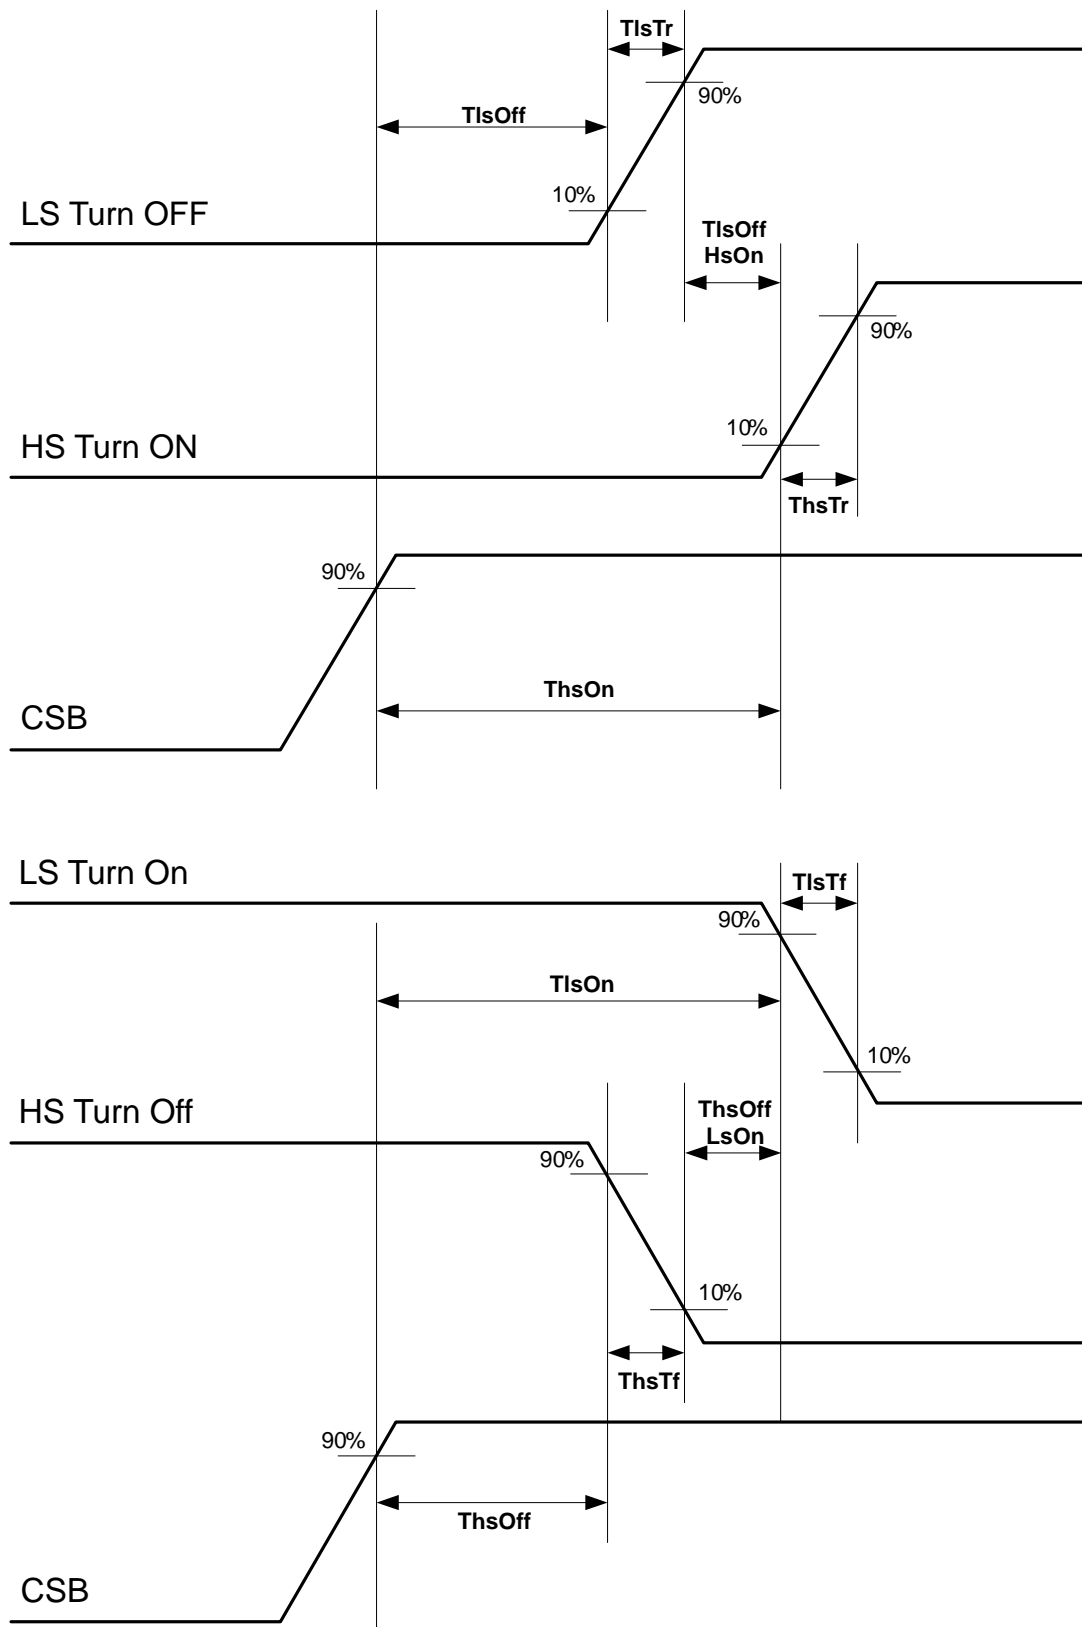 TlsTr
90%
TlsOff
10%
LS Turn OFF
TlsOff
HsOn
90%
10%
HS Turn ON
ThsTr
90%
ThsOn
CSB
LS Turn On
TlsTf
90%
TlsOn
10%
HS Turn Off
ThsOff
LsOn
90%
10%
ThsTf
90%
ThsOff
CSB